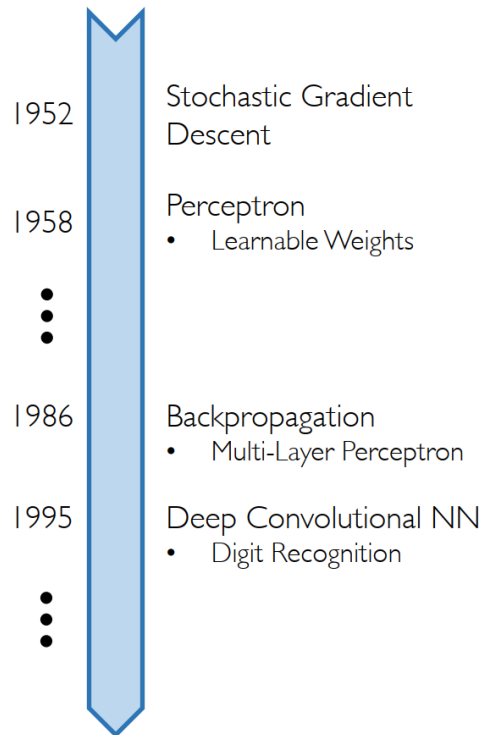 1952
Stochastic Gradient
Descent
1958
Perceptron
• Learnable Weights
1986
Backpropagation
• Multi-Layer Perceptron
1995
Deep Convolutional NN
• Digit Recognition